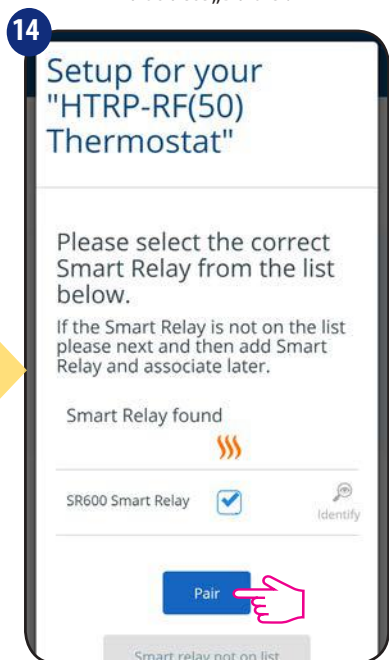 14
Setup for your
"HTRP-RF(50)
Thermostat"
Please select the correct
Smart Relay from the list
below.
If the Smart Relay is not on the list
please next and then add Smart
Relay and associate later.
Smart Relay found
SR600 Smart Relay
Identify
Pair
Smart relay not on list